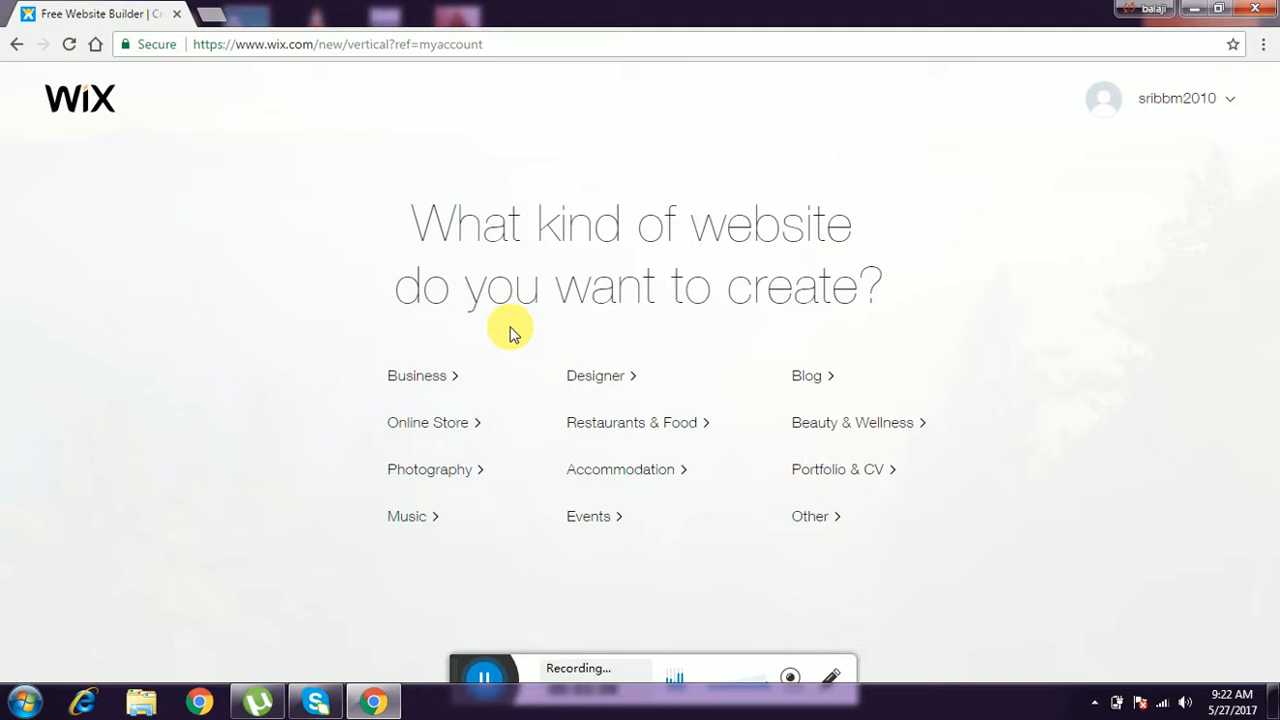 Free Website Builder | Cr
balaji
Secure https://www.wix.com/new/vertical?ref=myaccount
WiX
sribbm2010
What kind of website
do you want to create?
Business > Designer > Blog >
Online Store > Restaurants & Food > Beauty & Wellness >
Photography > Accommodation > Portfolio & CV >
Music > Events > Other >
Recording...
9:22 AM
5/27/2017